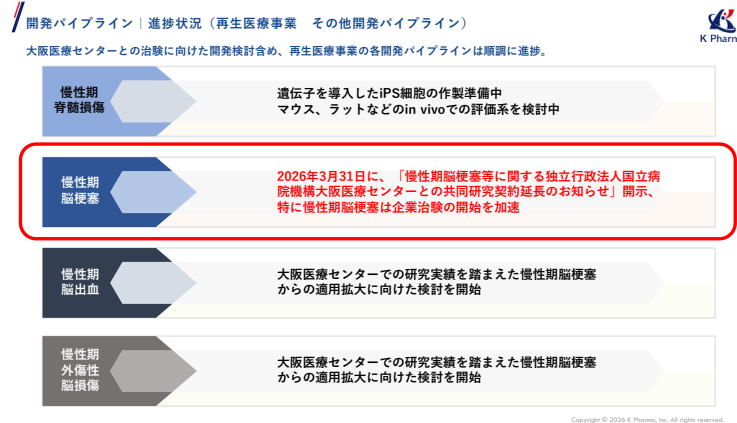 開発パイプライン｜進捗状況（再生医療事業　その他開発パイプライン）
K Pharma
大阪医療センターとの治験に向けた開発検討含め、再生医療事業の各開発パイプラインは順調に進捗。
慢性期
脊髄損傷
遺伝子を導入したiPS細胞の作製準備中
マウス、ラットなどのin vivoでの評価系を検討中
慢性期
脳梗塞
2026年3月31日に、「慢性期脳梗塞等に関する独立行政法人国立病
院機構大阪医療センターとの共同研究契約延長のお知らせ」開示、
特に慢性期脳梗塞は企業治験の開始を加速
慢性期
脳出血
大阪医療センターでの研究実績を踏まえた慢性期脳梗塞
からの適用拡大に向けた検討を開始
慢性期
外傷性
脳損傷
大阪医療センターでの研究実績を踏まえた慢性期脳梗塞
からの適用拡大に向けた検討を開始
Copyright © 2026 K Pharma, Inc. All rights reserved.